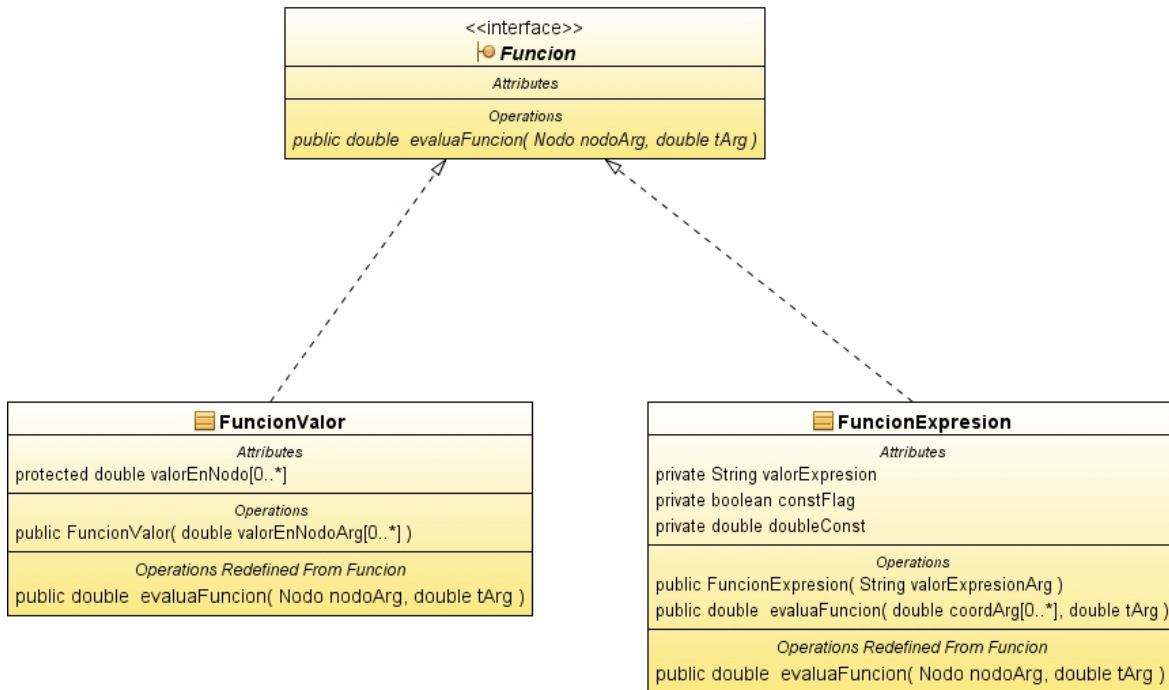 <<interface>>
Funcion
Attributes
Operations
public double evaluaFuncion( Nodo nodoArg, double tArg )
FuncionValor
Attributes
protected double valorEnNodo[0..*]
Operations
public FuncionValor( double valorEnNodoArg[0..*] )
Operations Redefined From Funcion
public double evaluaFuncion( Nodo nodoArg, double tArg )
FuncionExpresion
Attributes
private String valorExpresion
private boolean constFlag
private double doubleConst
Operations
public FuncionExpresion( String valorExpresionArg )
public double evaluaFuncion( double coordArg[0..*], double tArg )
Operations Redefined From Funcion
public double evaluaFuncion( Nodo nodoArg, double tArg )